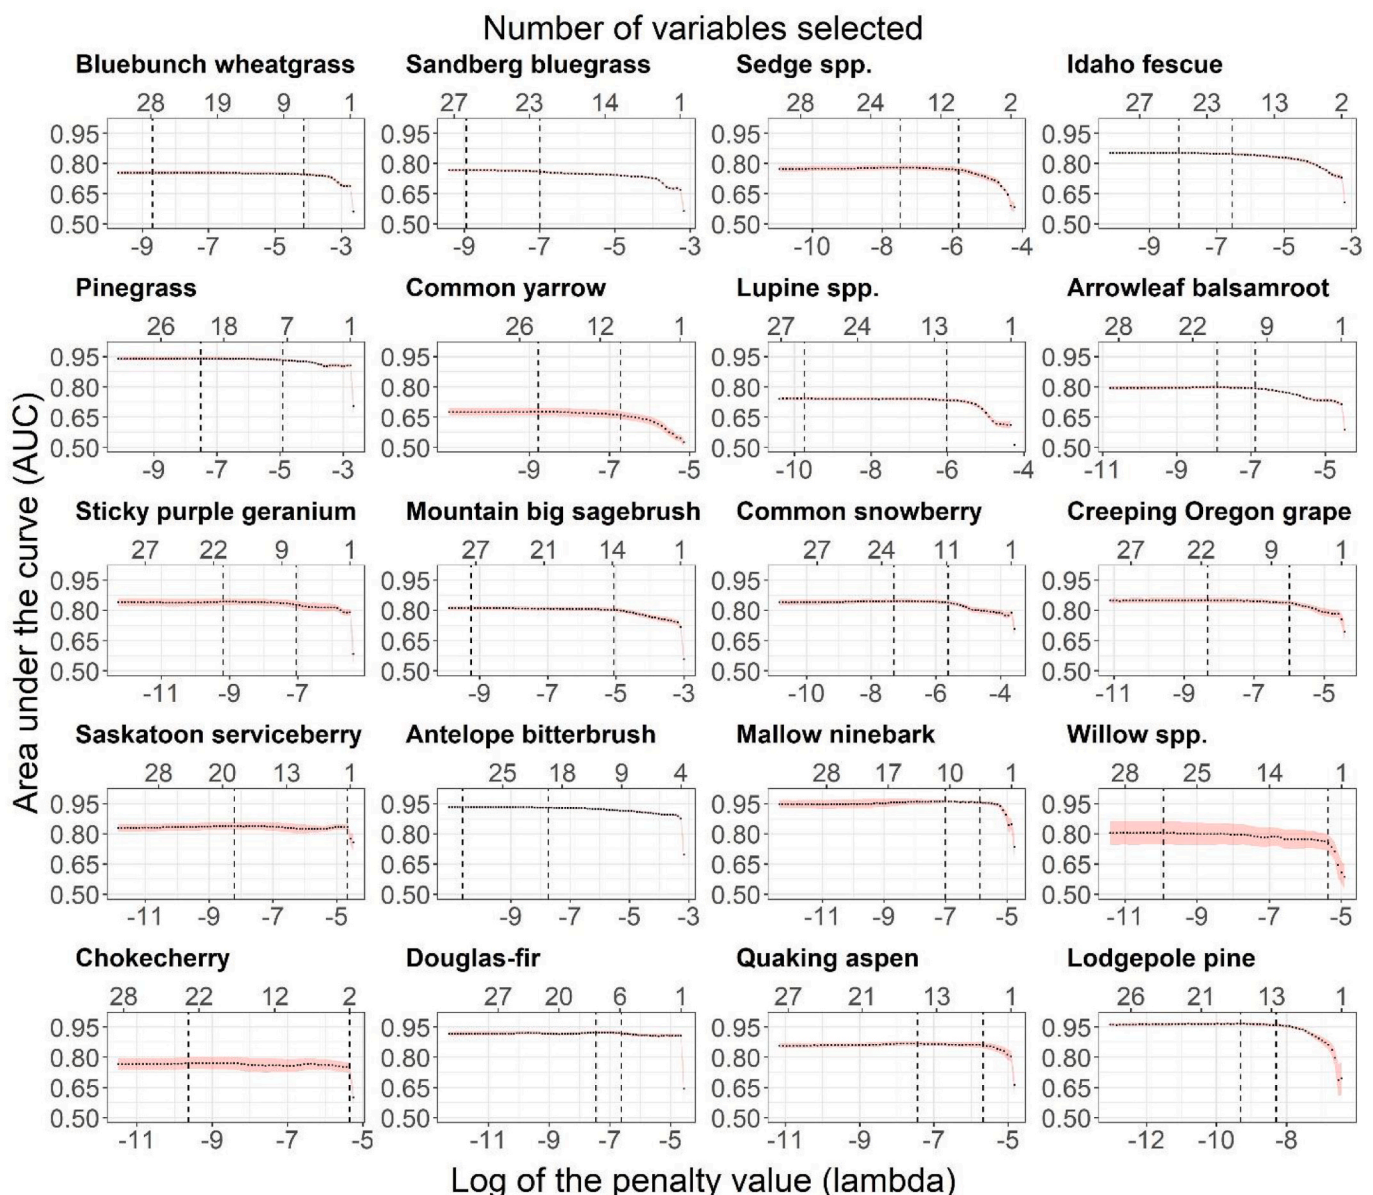 Number of variables selected
Bluebunch wheatgrass Sandberg bluegrass Sedge spp. Idaho fescue
28 19 9 1 27 23 14 1 28 24 12 2 27 23 13 2
0.95 0.95 0.95 0.95
0.80 0.80 0.80 0.80
0.65 0.65 0.65 0.65
0.50 0.50 0.50 0.50
-9 -7 -5 -3 -9 -7 -5 -3 -10 -8 -6 -4 -9 -7 -5 -3
Pinegrass Common yarrow Lupine spp. Arrowleaf balsamroot
26 18 7 1 26 12 1 27 24 13 1 28 22 9 1
0.95 0.95 0.95 0.95
0.80 0.80 0.80 0.80
0.65 0.65 0.65 0.65
0.50 0.50 0.50 0.50
-9 -7 -5 -3 -9 -7 -5 -10 -8 -6 -4 -11 -9 -7 -5
Sticky purple geranium Mountain big sagebrush Common snowberry Creeping Oregon grape
27 22 9 1 27 21 14 1 27 24 11 1 27 22 9 1
0.95 0.95 0.95 0.95
0.80 0.80 0.80 0.80
0.65 0.65 0.65 0.65
0.50 0.50 0.50 0.50
-11 -9 -7 -9 -7 -5 -3 -10 -8 -6 -4 -11 -9 -7 -5
Saskatoon serviceberry Antelope bitterbrush Mallow ninebark Willow spp.
28 20 13 1 25 18 9 4 28 17 10 1 28 25 14 1
0.95 0.95 0.95 0.95
0.80 0.80 0.80 0.80
0.65 0.65 0.65 0.65
0.50 0.50 0.50 0.50
-11 -9 -7 -5 -9 -7 -5 -3 -11 -9 -7 -5 -11 -9 -7 -5
Chokecherry Douglas-fir Quaking aspen Lodgepole pine
28 22 12 2 27 20 6 1 27 21 13 1 26 21 13 1
0.95 0.95 0.95 0.95
0.80 0.80 0.80 0.80
0.65 0.65 0.65 0.65
0.50 0.50 0.50 0.50
-11 -9 -7 -5 -11 -9 -7 -5 -11 -9 -7 -5 -12 -10 -8
Area under the curve (AUC)
Log of the penalty value (lambda)